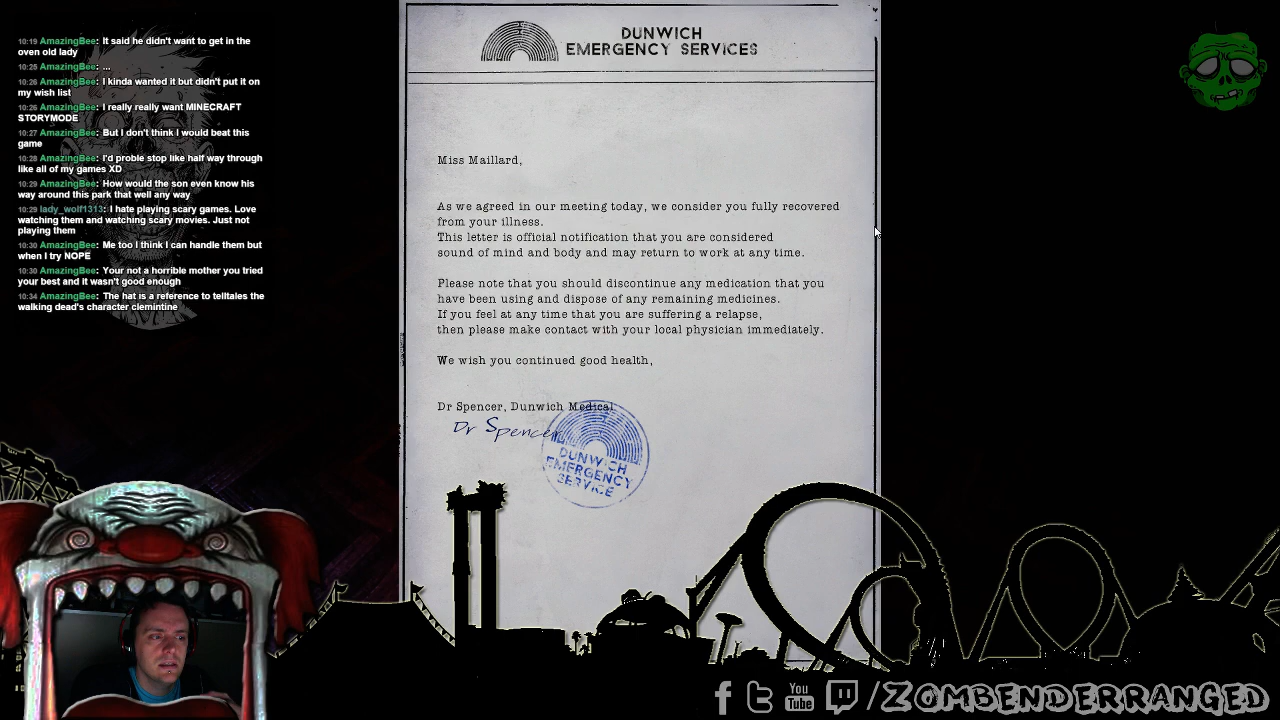 10:19 AmazingBee: It said he didn't want to get in the
oven old lady
10:25 AmazingBee: ...
10:26 AmazingBee: I kinda wanted it but didn't put it on
my wish list
10:26 AmazingBee: I really really want MINECRAFT
STORYMODE
10:27 AmazingBee: But I don't think I would beat this
game
10:28 AmazingBee: I'd proble stop like half way through
like all of my games XD
10:29 AmazingBee: How would the son even know his
way around this park that well any way
10:29 lady_wolf1313: I hate playing scary games. Love
watching them and watching scary movies. Just not
playing them
10:30 AmazingBee: Me too I think I can handle them but
when I try NOPE
10:30 AmazingBee: Your not a horrible mother you tried
your best and it wasn't good enough
10:34 AmazingBee: The hat is a reference to telltales the
walking dead's character clemintine
DUNWICH
EMERGENCY SERVICES
Miss Maillard,
As we agreed in our meeting today, we consider you fully recovered
from your illness.
This letter is official notification that you are considered
sound of mind and body and may return to work at any time.
Please note that you should discontinue any medication that you
have been using and dispose of any remaining medicines.
If you feel at any time that you are suffering a relapse,
then please make contact with your local physician immediately.
We wish you continued good health,
Dr Spencer, Dunwich Medical
Dr Spencer
DUNWICH
EMERGENCY
SERVICE
You
Tube
/ZOMBENDERRANGED